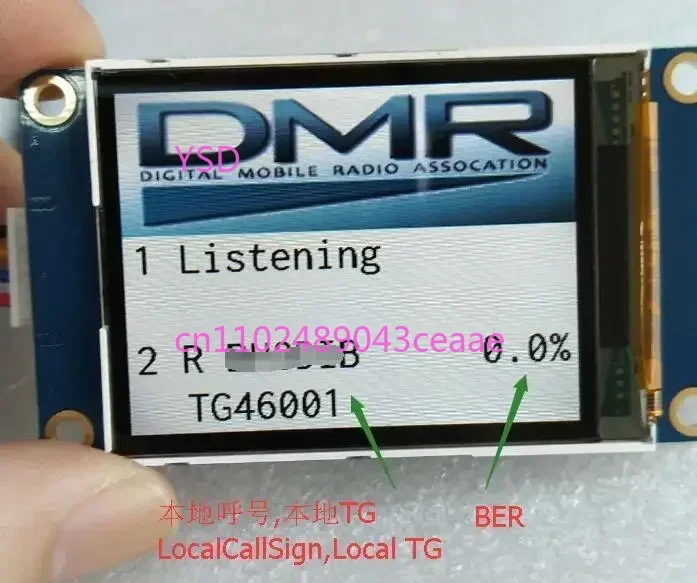 DMR
YSD
DIGITAL MOBILE RADIO ASSOCATION
1 Listening
cn1102489043ceaae
2 R 0.0%
TG46001
本地呼号,本地TG BER
LocalCallSign,Local TG